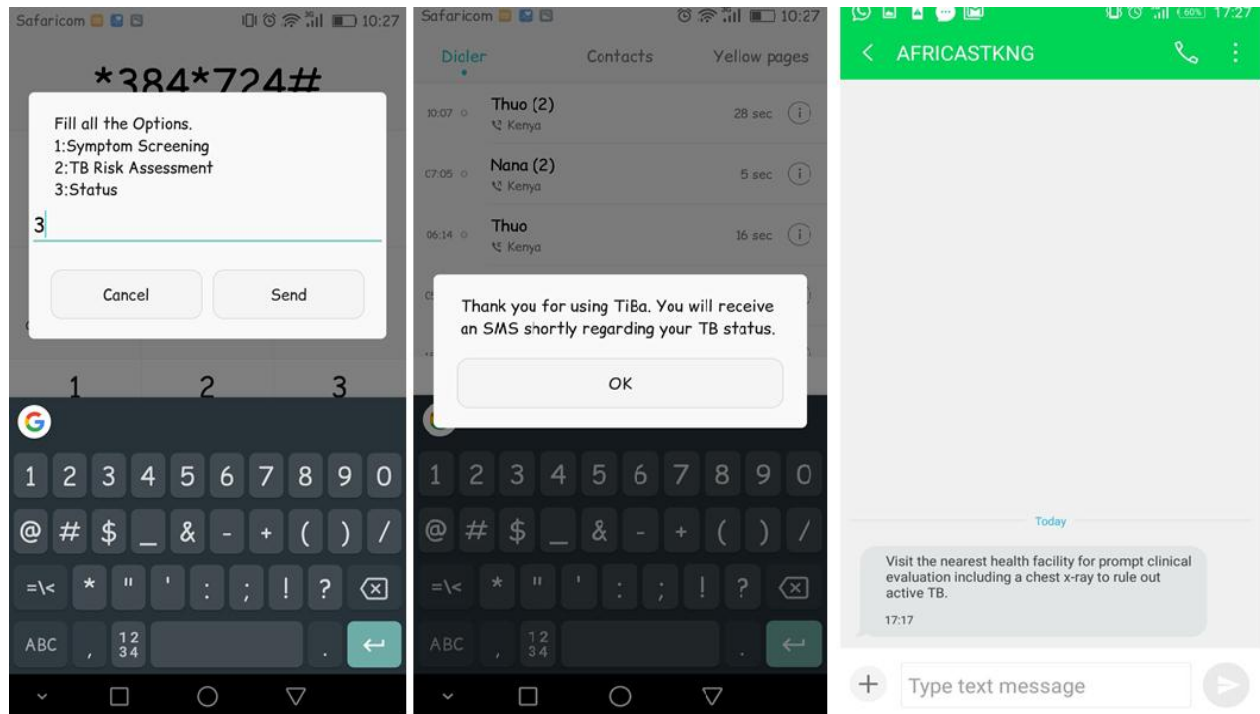 Safaricom 10:27
*384*724#
Fill all the Options.
1:Symptom Screening
2:TB Risk Assessment
3:Status
3
Cancel Send
1 2 3
G
1 2 3 4 5 6 7 8 9 0
@ # $ _ & - + ( ) /
=\< * " ' : ; ! ?
ABC , 12 34 .
Safaricom 10:27
Dialer Contacts Yellow pages
10:07 Thuo (2) 28 sec
Kenya
07:05 Nana (2) 5 sec
Kenya
06:14 Thuo 16 sec
Kenya
Thank you for using TiBa. You will receive
an SMS shortly regarding your TB status.
OK
1 2 3 4 5 6 7 8 9 0
@ # $ _ & - + ( ) /
=\< * " ' : ; ! ?
ABC , 12 34 .
60% 17:27
AFRICASTKNG
Today
Visit the nearest health facility for prompt clinical
evaluation including a chest x-ray to rule out
active TB.
17:17
Type text message